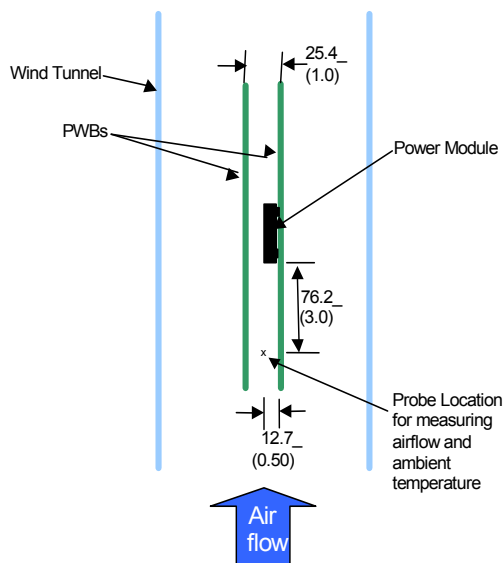 25.4_
(1.0)
Wind Tunnel
PWBs
Power Module
76.2_
(3.0)
x
Probe Location
for measuring
airflow and
ambient
temperature
12.7_
(0.50)
Air
flow